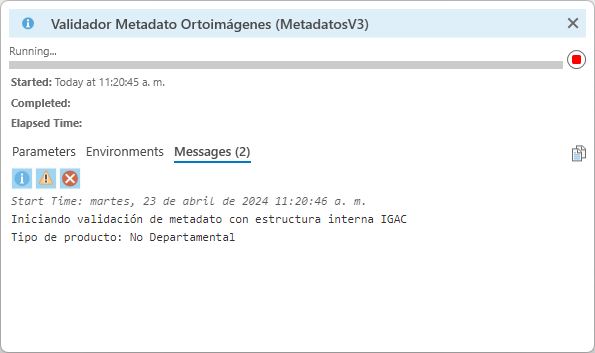 Validador Metadato Ortoimágenes (MetadatosV3)
Running...
Started: Today at 11:20:45 a. m.
Completed:
Elapsed Time:
Parameters Environments Messages (2)
Start Time: martes, 23 de abril de 2024 11:20:46 a. m.
Iniciando validación de metadato con estructura interna IGAC
Tipo de producto: No Departamental